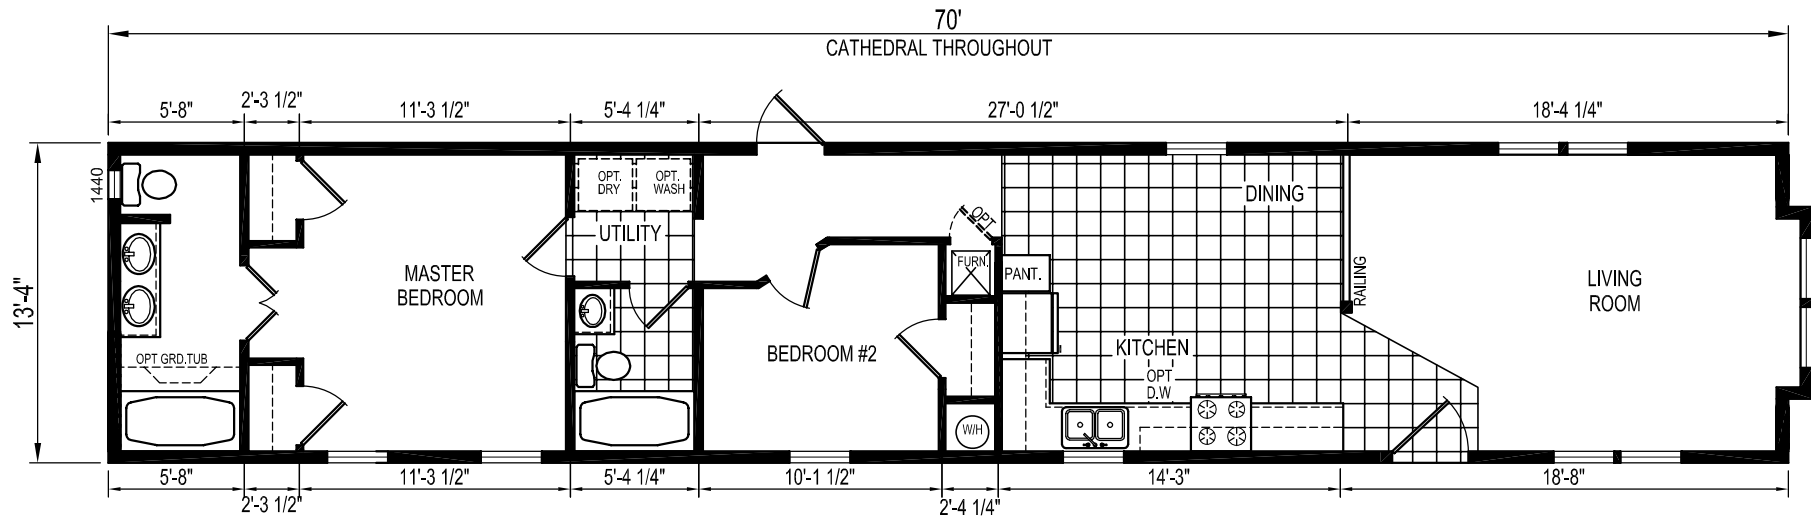 70'
CATHEDRAL THROUGHOUT
5'-8"
2'-3 1/2"
11'-3 1/2"
5'-4 1/4"
27'-0 1/2"
18'-4 1/4"
1440
13'-4"
OPT.
DRY
OPT.
WASH
UTILITY
DINING
OPT
MASTER
BEDROOM
FURN.
PANT.
RAILING
LIVING
ROOM
OPT GRD.TUB
BEDROOM #2
KITCHEN
OPT
D.W
W/H
5'-8"
2'-3 1/2"
11'-3 1/2"
5'-4 1/4"
10'-1 1/2"
2'-4 1/4"
14'-3"
18'-8"